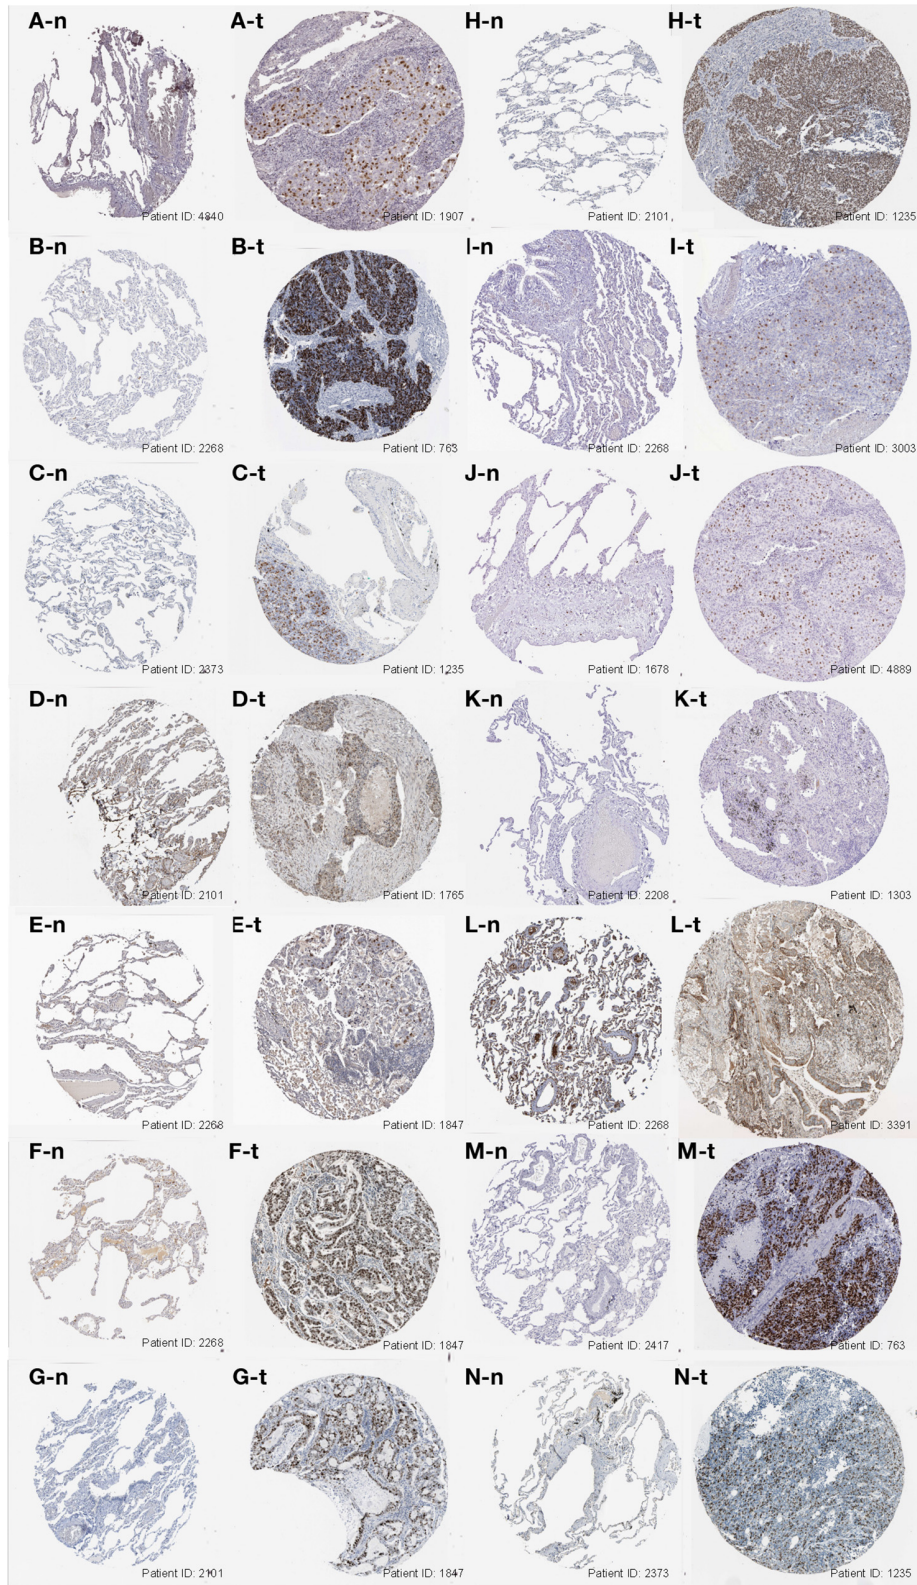 A-n A-t H-n H-t
Patient ID: 4840 Patient ID: 1907 Patient ID: 2101 Patient ID: 1235
B-n B-t I-n I-t
Patient ID: 2268 Patient ID: 763 Patient ID: 2268 Patient ID: 3003
C-n C-t J-n J-t
Patient ID: 2373 Patient ID: 1235 Patient ID: 1678 Patient ID: 4889
D-n D-t K-n K-t
Patient ID: 2101 Patient ID: 1765 Patient ID: 2208 Patient ID: 1303
E-n E-t L-n L-t
Patient ID: 2268 Patient ID: 1847 Patient ID: 2268 Patient ID: 3391
F-n F-t M-n M-t
Patient ID: 2268 Patient ID: 1847 Patient ID: 2417 Patient ID: 763
G-n G-t N-n N-t
Patient ID: 2101 Patient ID: 1847 Patient ID: 2373 Patient ID: 1235